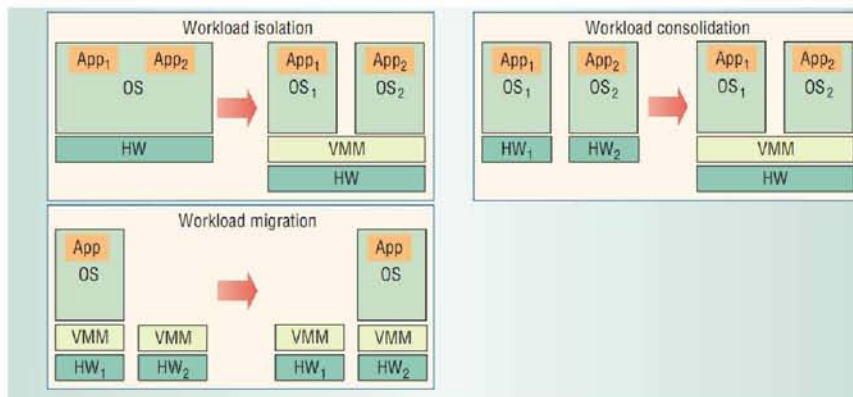 Workload isolation
App₁ App₂
OS
HW
App₁ App₂
OS₁ OS₂
VMM
HW
Workload consolidation
App₁ App₂
OS₁ OS₂
HW₁ HW₂
App₁ App₂
OS₁ OS₂
VMM
HW
Workload migration
App
OS
VMM VMM
HW₁ HW₂
App
OS
VMM VMM
HW₁ HW₂